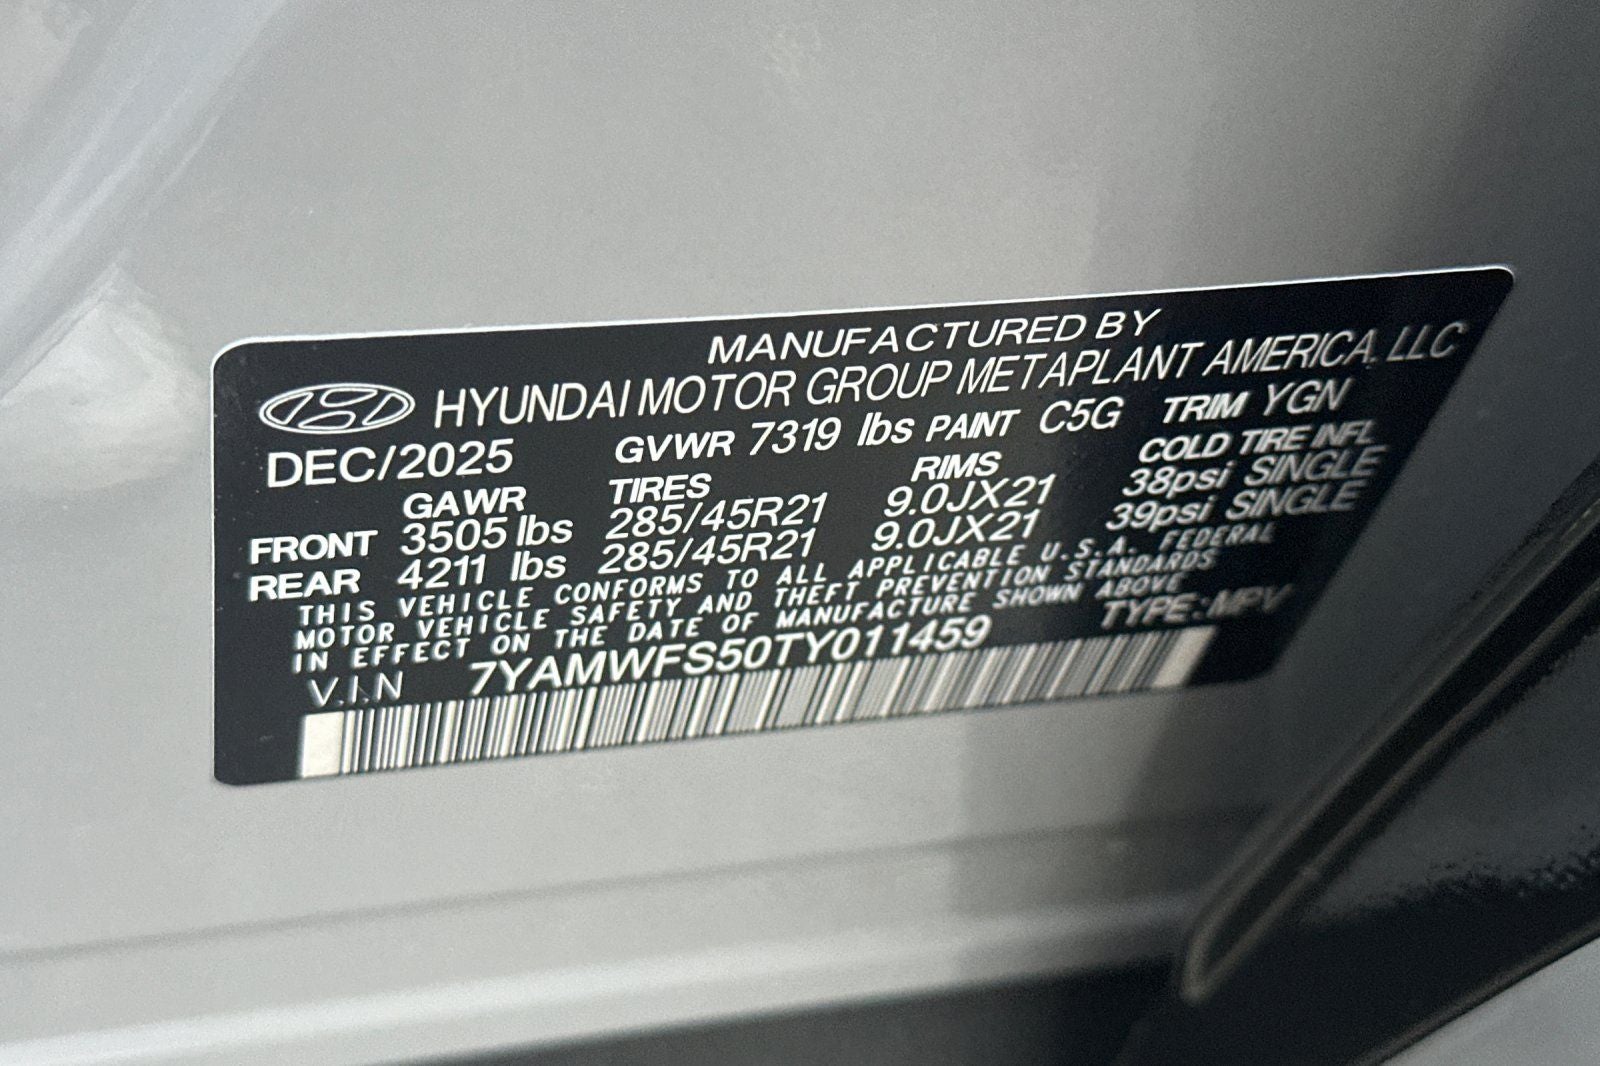 MANUFACTURED BY
HYUNDAI MOTOR GROUP METAPLANT AMERICA, LLC
DEC/2025 GVWR 7319 lbs PAINT C5G TRIM YGN
GAWR TIRES RIMS COLD TIRE INFL
FRONT 3505 lbs 285/45R21 9.0JX21 38psi SINGLE
REAR 4211 lbs 285/45R21 9.0JX21 39psi SINGLE
THIS VEHICLE CONFORMS TO ALL APPLICABLE U.S.A. FEDERAL
MOTOR VEHICLE SAFETY AND THEFT PREVENTION STANDARDS
IN EFFECT ON THE DATE OF MANUFACTURE SHOWN ABOVE
V.I.N 7YAMWFS50TY011459 TYPE: MPV